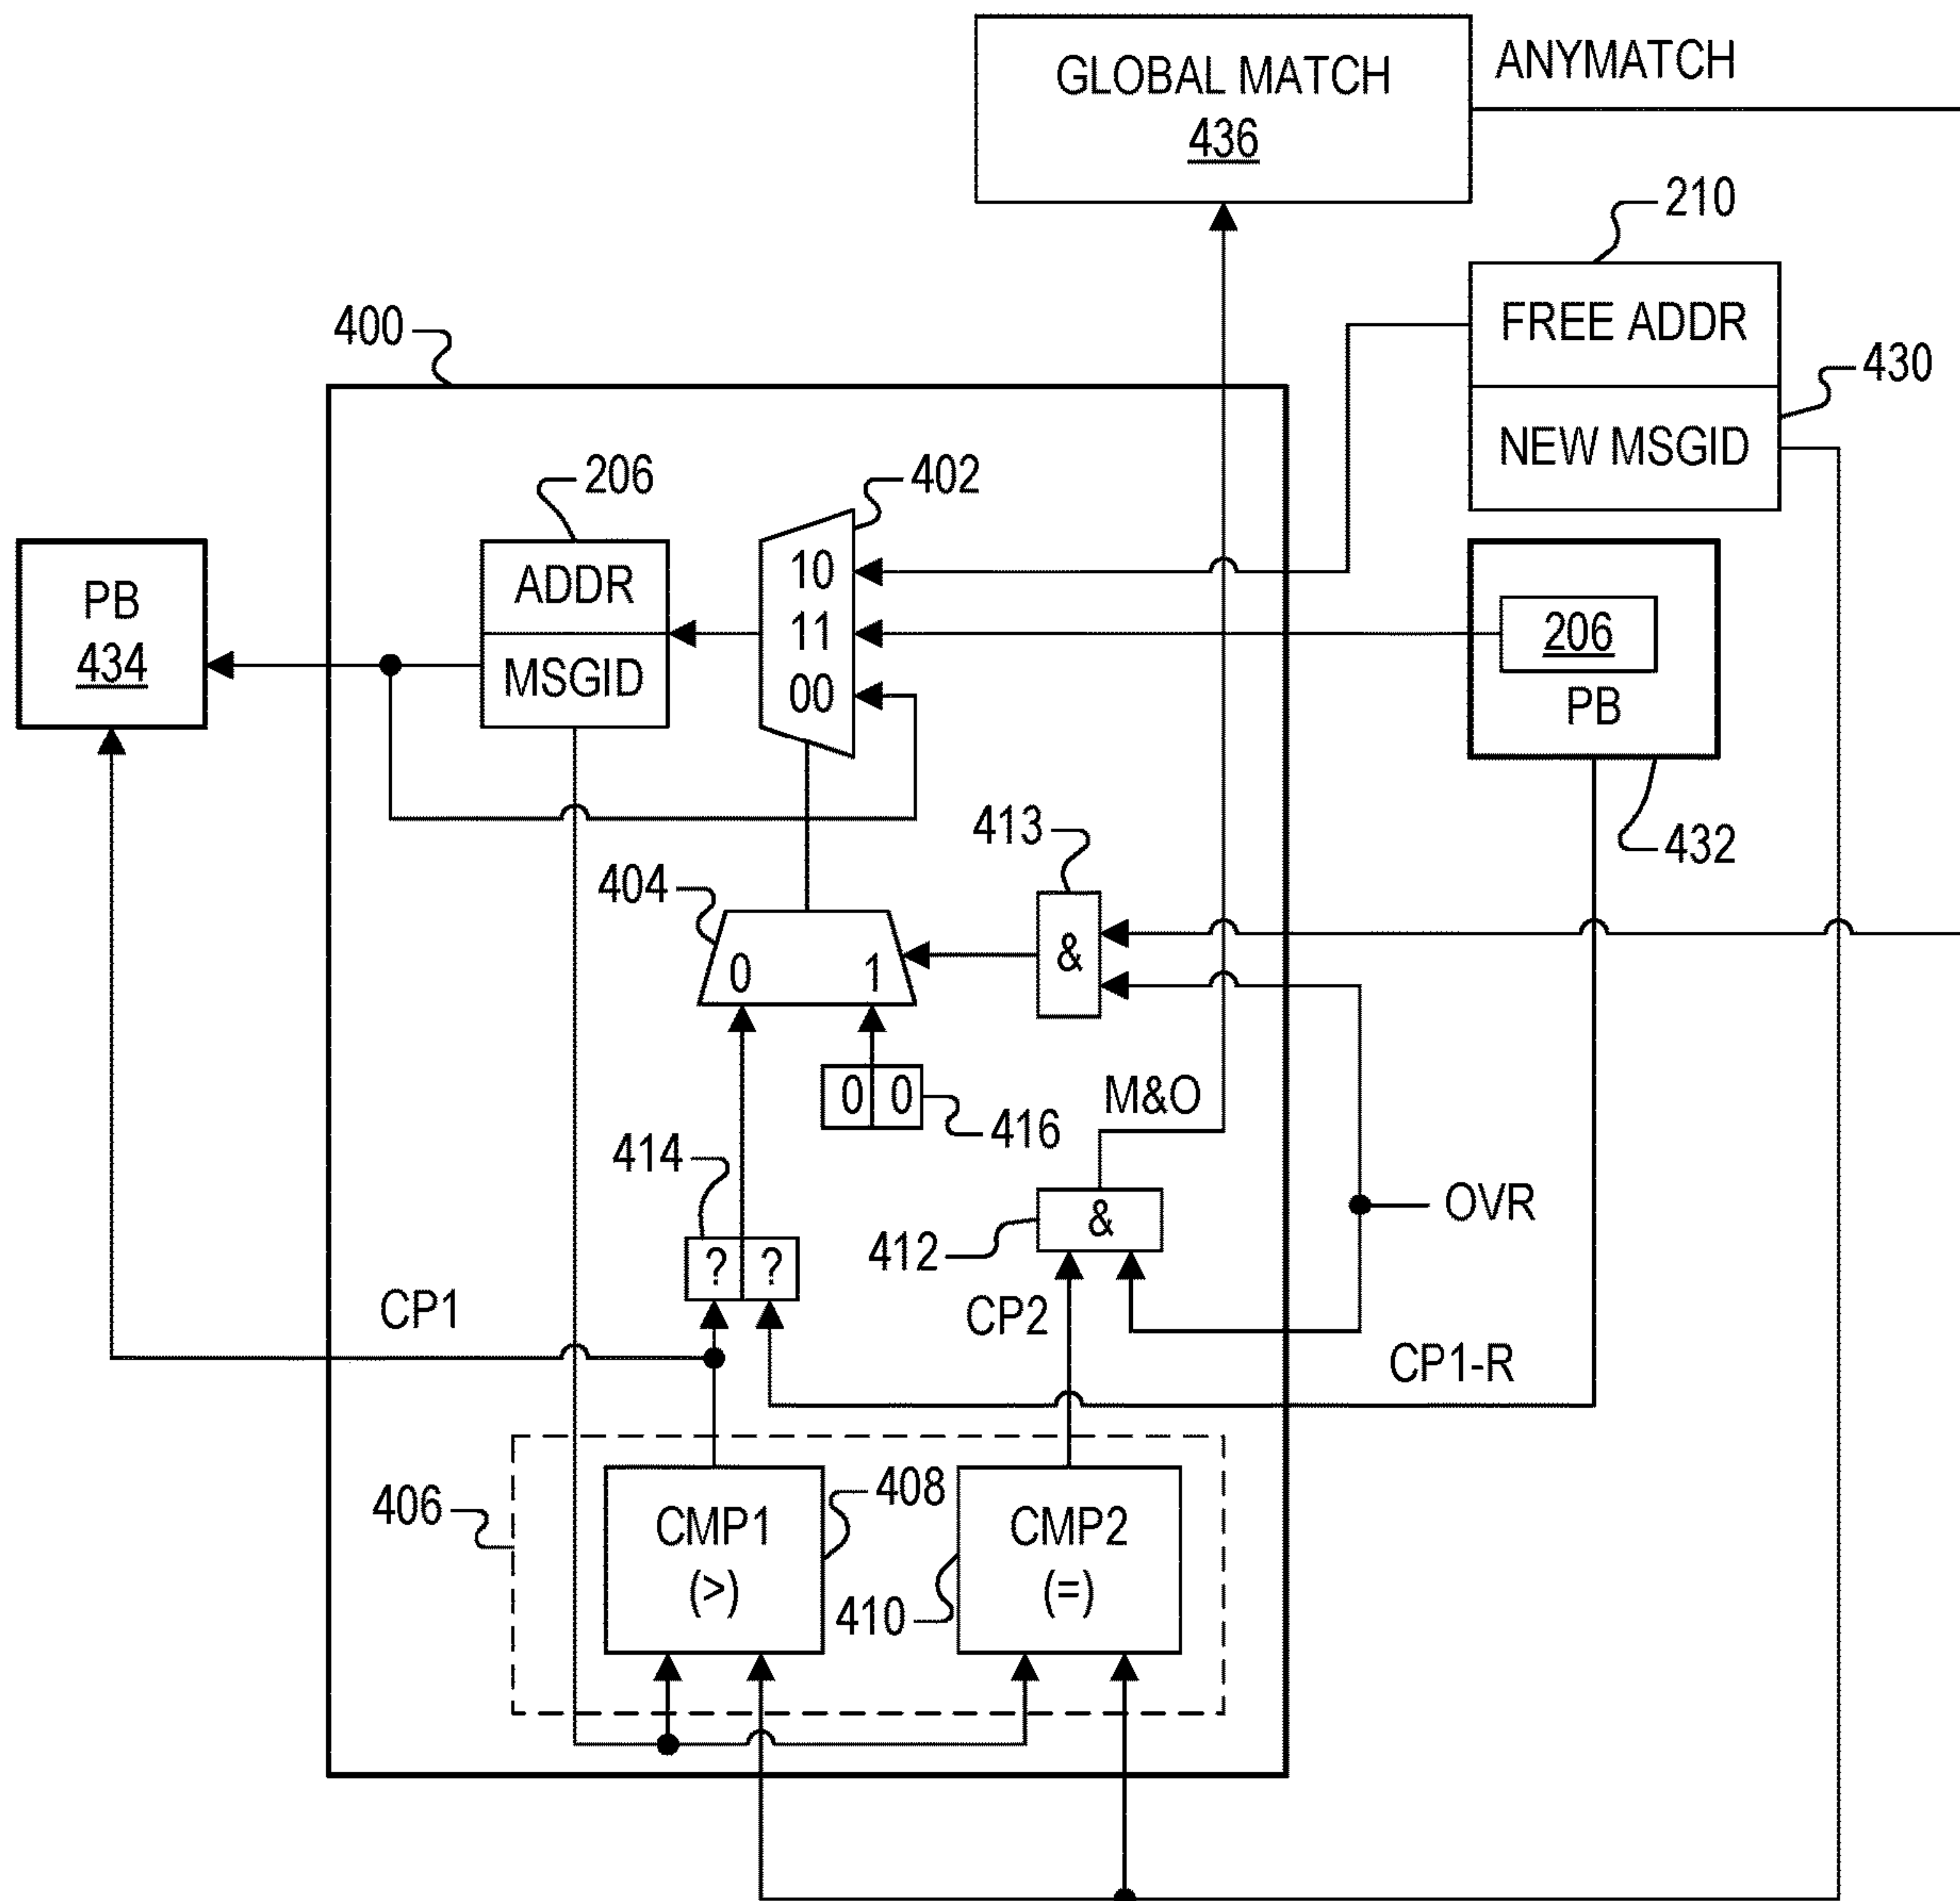 GLOBAL MATCH
436
ANYMATCH
210
FREE ADDR
NEW MSGID
430
400
206
402
ADDR
MSGID
10
11
00
PB
434
206
PB
432
413
&
404
0 1
0 0
416
M&O
414
? ?
&
412
OVR
CP1
CP2
CP1-R
406
CMP1
(>)
408
CMP2
(=)
410